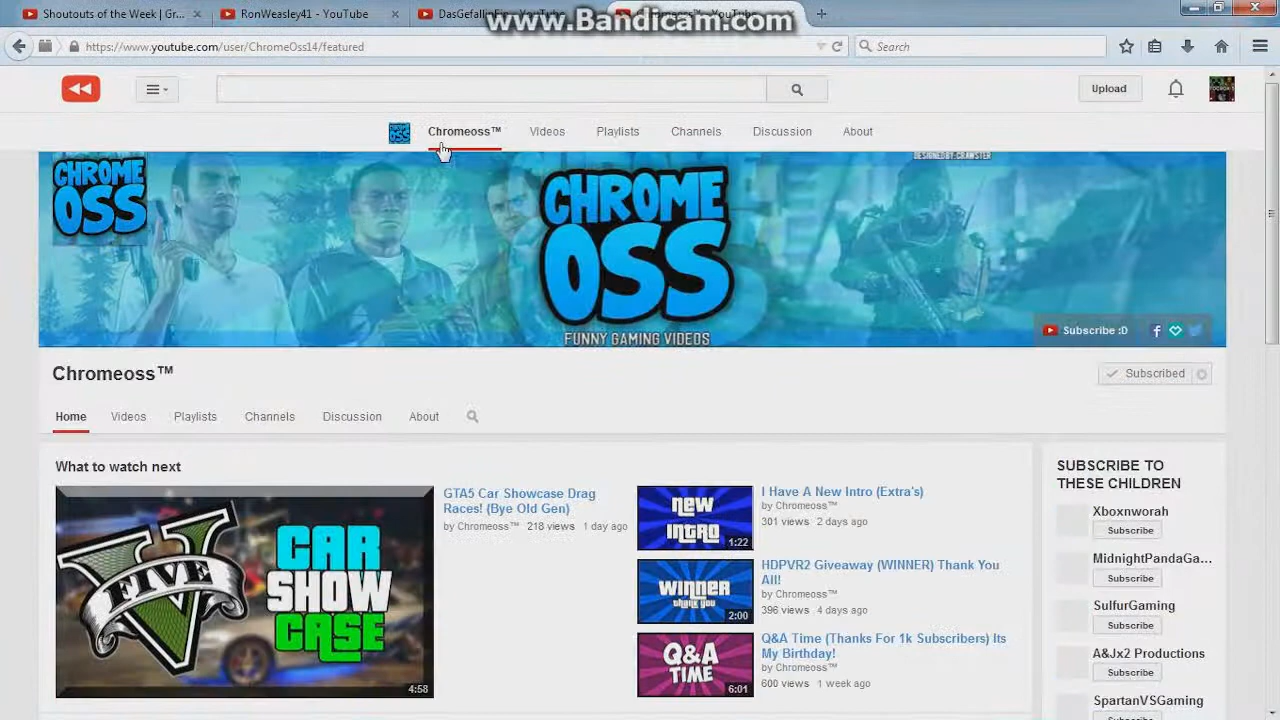 www.Bandicam.com
Shoutouts of the Week | Gr...
RonWeasley41 - YouTube
https://www.youtube.com/user/ChromeOss14/featured
Search
Upload
Chromeoss™ Videos Playlists Channels Discussion About
CHROME OSS
DESIGNED BY: CRAWSTER
CHROME
OSS
FUNNY GAMING VIDEOS
Subscribe :D
Chromeoss™
Subscribed
Home Videos Playlists Channels Discussion About
What to watch next
V
FIVE
CAR
SHOW
CASE
4:58
GTA5 Car Showcase Drag
Races! (Bye Old Gen)
by Chromeoss™ 218 views 1 day ago
NEW
INTRO
1:22
I Have A New Intro (Extra's)
by Chromeoss™
301 views 2 days ago
WINNER
THANK YOU
2:00
HDPVR2 Giveaway (WINNER) Thank You
All!
by Chromeoss™
396 views 4 days ago
Q&A
TIME
6:01
Q&A Time (Thanks For 1k Subscribers) Its
My Birthday!
by Chromeoss™
600 views 1 week ago
SUBSCRIBE TO
THESE CHILDREN
Xboxnworah
Subscribe
MidnightPandaGa...
Subscribe
SulfurGaming
Subscribe
A&Jx2 Productions
Subscribe
SpartanVSGaming
Subscribe